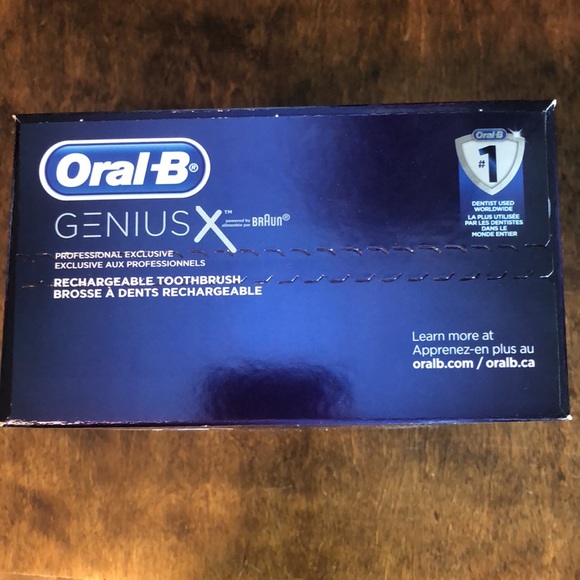 Oral-B®
GENIUS X™
powered by
alimentée par BRAUN®
PROFESSIONAL EXCLUSIVE
EXCLUSIVE AUX PROFESSIONNELS
RECHARGEABLE TOOTHBRUSH
BROSSE À DENTS RECHARGEABLE
Oral-B
#1
DENTIST USED
WORLDWIDE
LA PLUS UTILISÉE
PAR LES DENTISTES
DANS LE
MONDE ENTIER
Learn more at
Apprenez-en plus au
oralb.com / oralb.ca